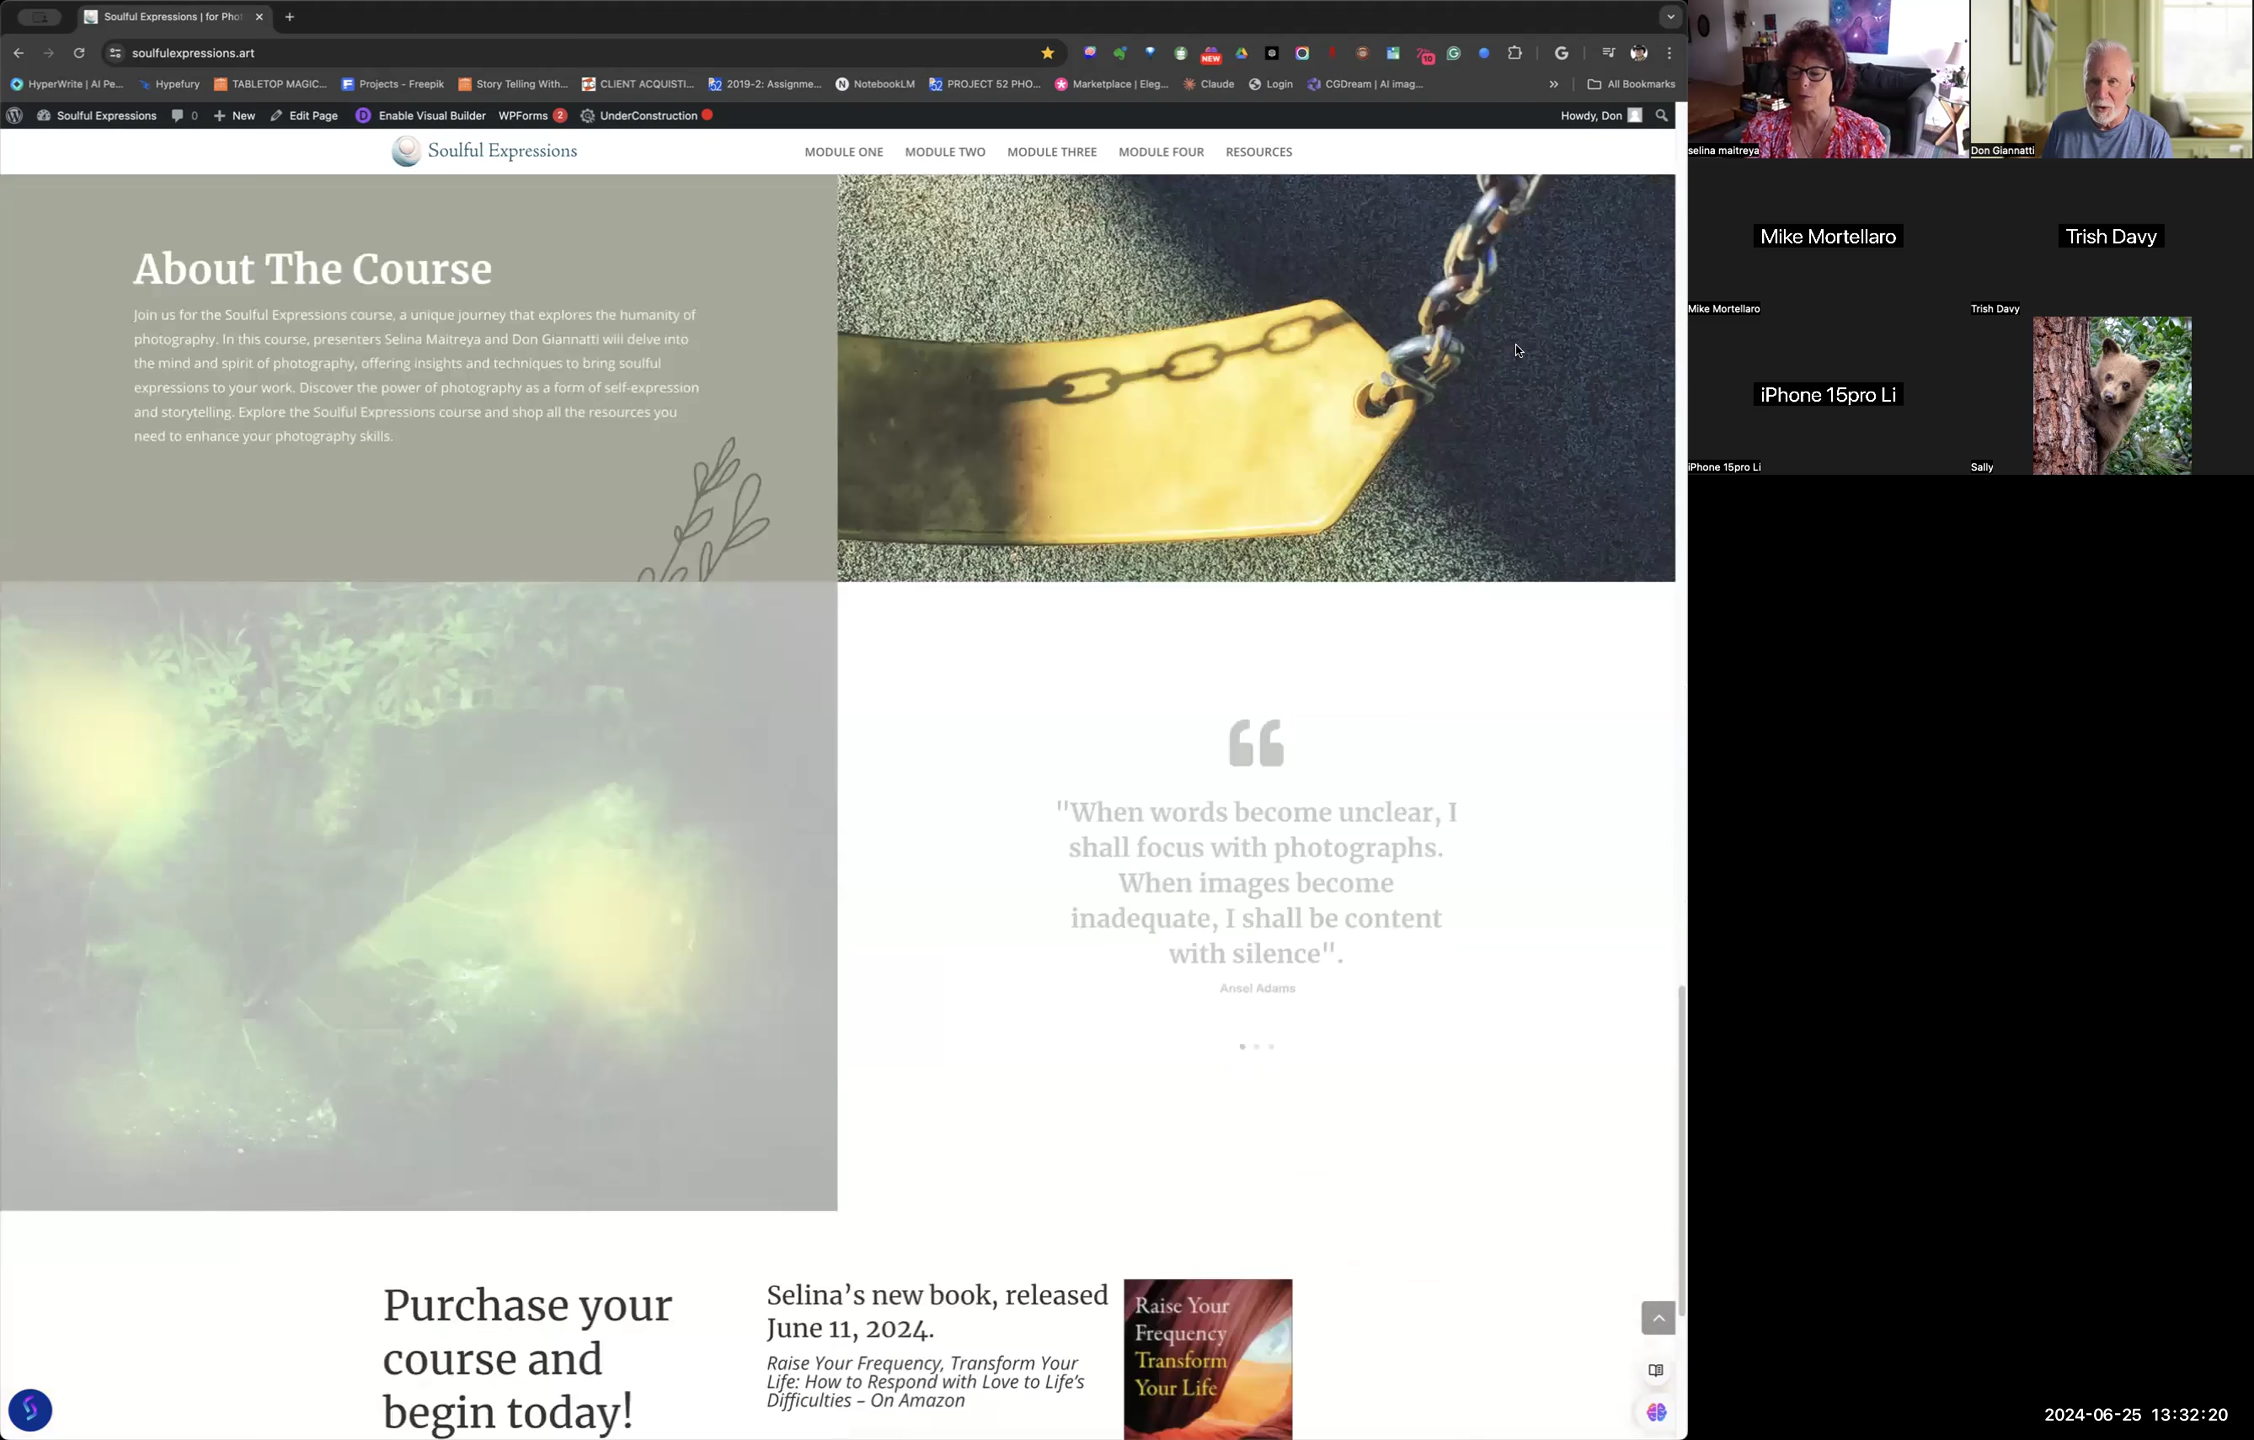 Soulful Expressions | for Phot
soulfulexpressions.art
NEW
10
HyperWrite | AI Pe...
Hypefury
TABLETOP MAGIC...
Projects - Freepik
Story Telling With...
CLIENT ACQUISTI...
2019-2: Assignme...
NotebookLM
PROJECT 52 PHO...
Marketplace | Eleg...
Claude
Login
CGDream | AI imag...
All Bookmarks
Soulful Expressions
0
New
Edit Page
Enable Visual Builder
WPForms 2
UnderConstruction
Howdy, Don
Soulful Expressions
MODULE ONE
MODULE TWO
MODULE THREE
MODULE FOUR
RESOURCES
About The Course
Join us for the Soulful Expressions course, a unique journey that explores the humanity of
photography. In this course, presenters Selina Maitreya and Don Giannatti will delve into
the mind and spirit of photography, offering insights and techniques to bring soulful
expressions to your work. Discover the power of photography as a form of self-expression
and storytelling. Explore the Soulful Expressions course and shop all the resources you
need to enhance your photography skills.
"When words become unclear, I
shall focus with photographs.
When images become
inadequate, I shall be content
with silence".
Ansel Adams
Purchase your
course and
begin today!
Selina’s new book, released
June 11, 2024.
Raise Your Frequency, Transform Your
Life: How to Respond with Love to Life’s
Difficulties – On Amazon
Raise Your
Frequency
Transform
Your Life
selina maitreya
Don Giannatti
Mike Mortellaro
Trish Davy
Mike Mortellaro
Trish Davy
iPhone 15pro Li
iPhone 15pro Li
Sally
2024-06-25 13:32:20